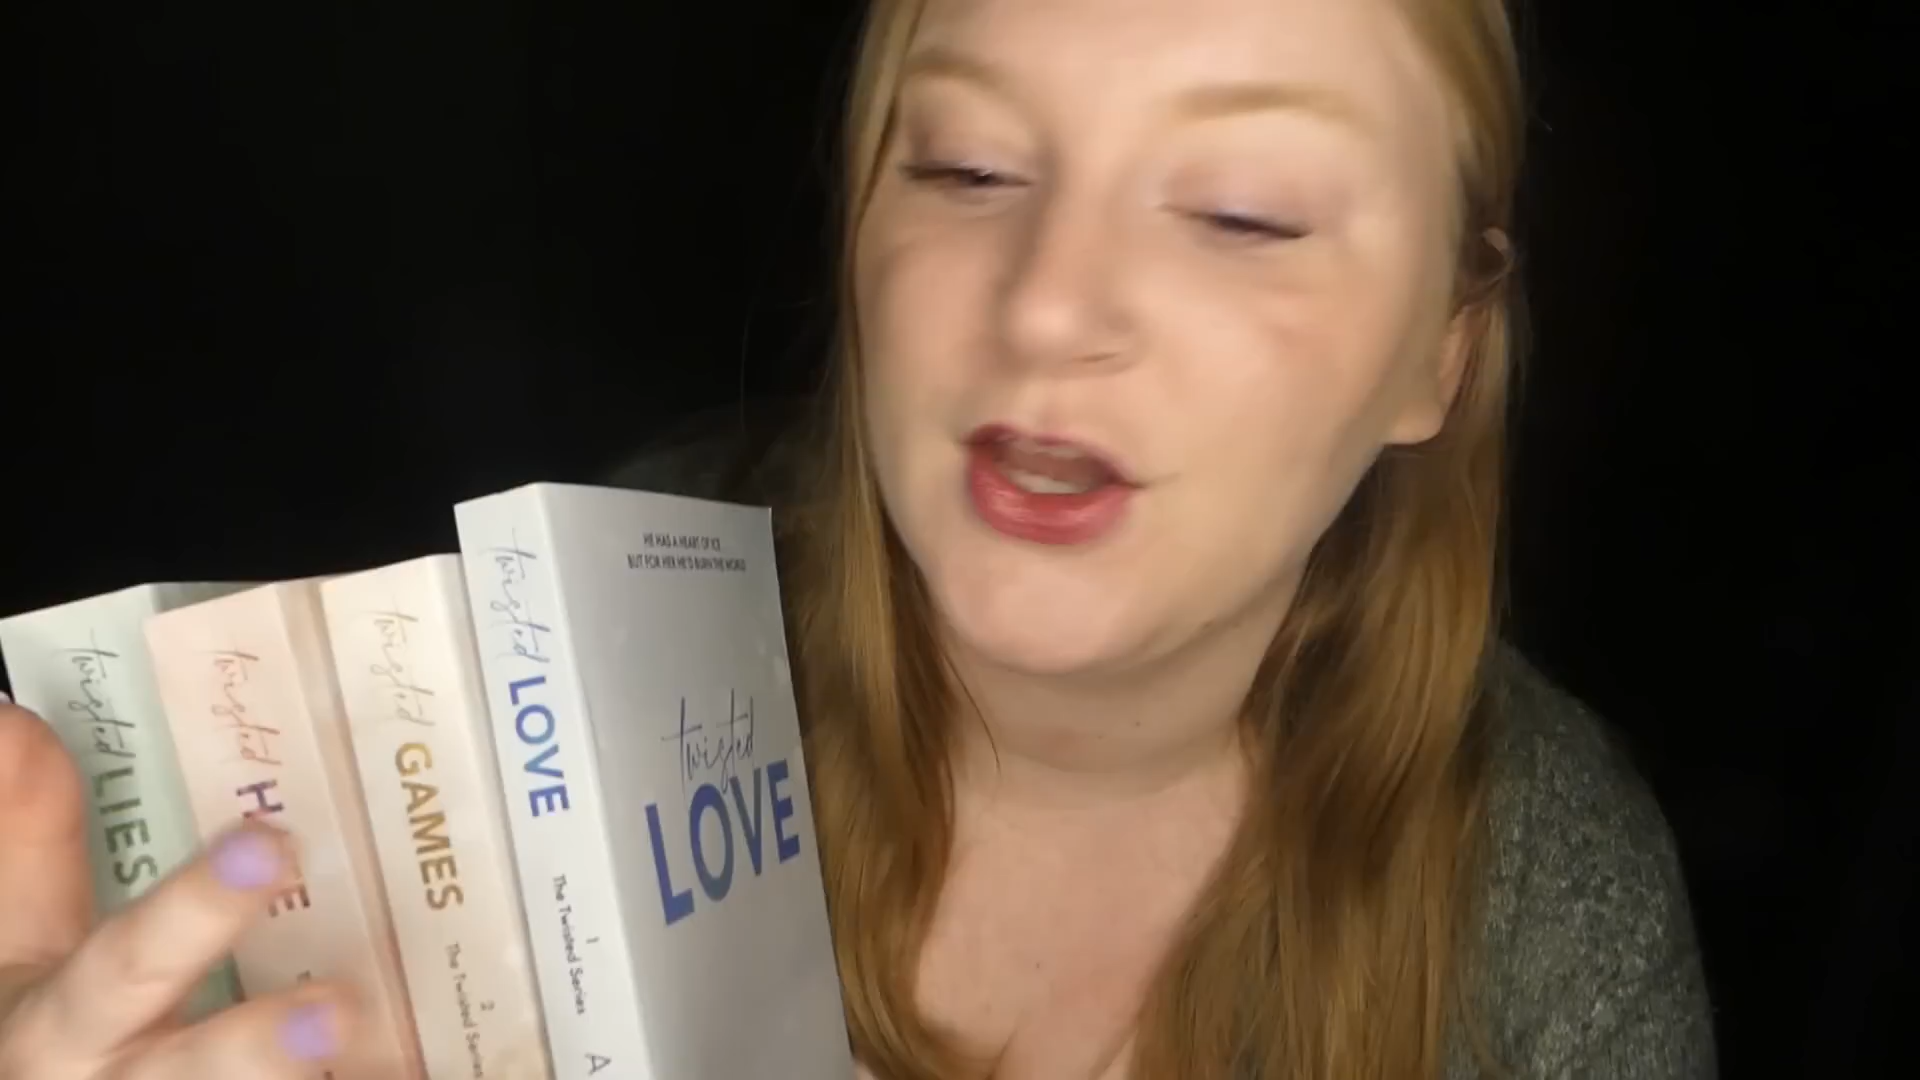 twisted LIES
twisted H
E
twisted GAMES
2
The Twisted Series
twisted LOVE
1
The Twisted Series
A
HE HAS A HEART OF ICE
BUT FOR HER HE'D BURN THE WORLD
twisted
LOVE